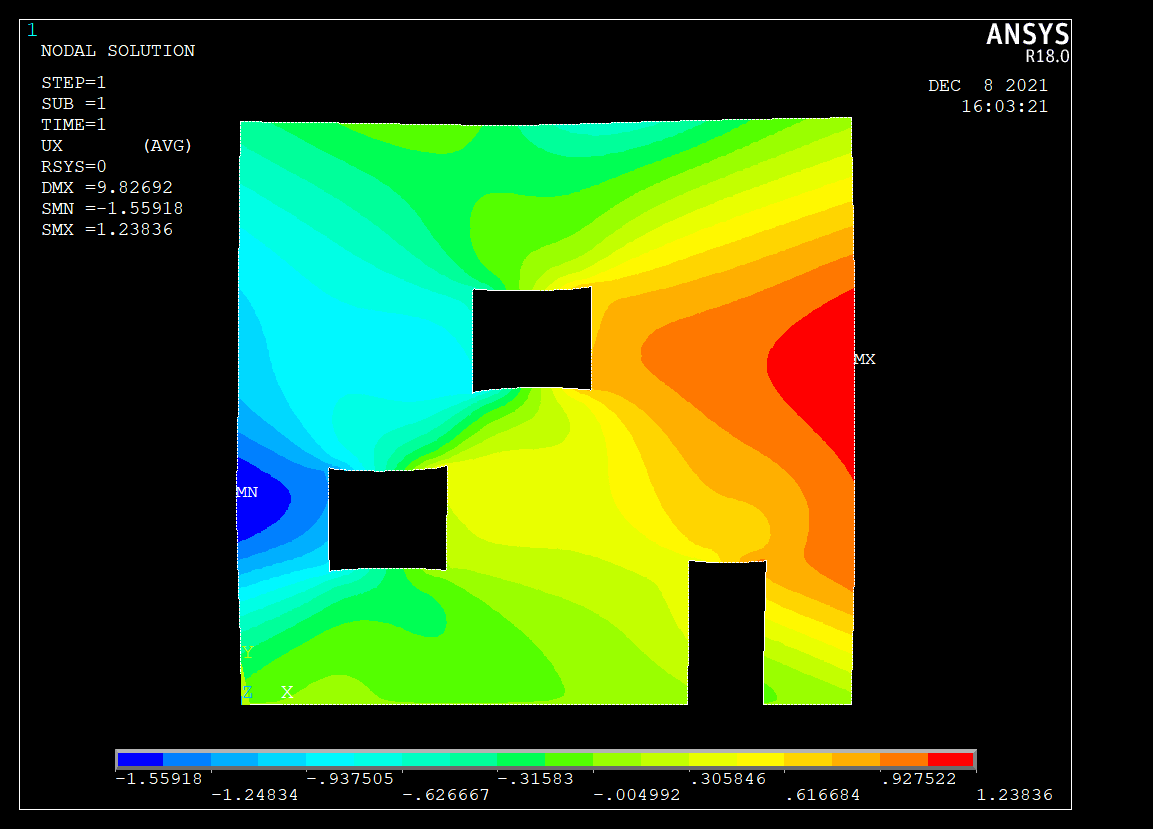 1
NODAL SOLUTION
STEP=1
SUB =1
TIME=1
UX (AVG)
RSYS=0
DMX =9.82692
SMN =-1.55918
SMX =1.23836
ANSYS
R18.0
DEC 8 2021
16:03:21
MX
MN
Y
Z X
-1.55918 -.937505 -.31583 .305846 .927522
-1.24834 -.626667 -.004992 .616684 1.23836